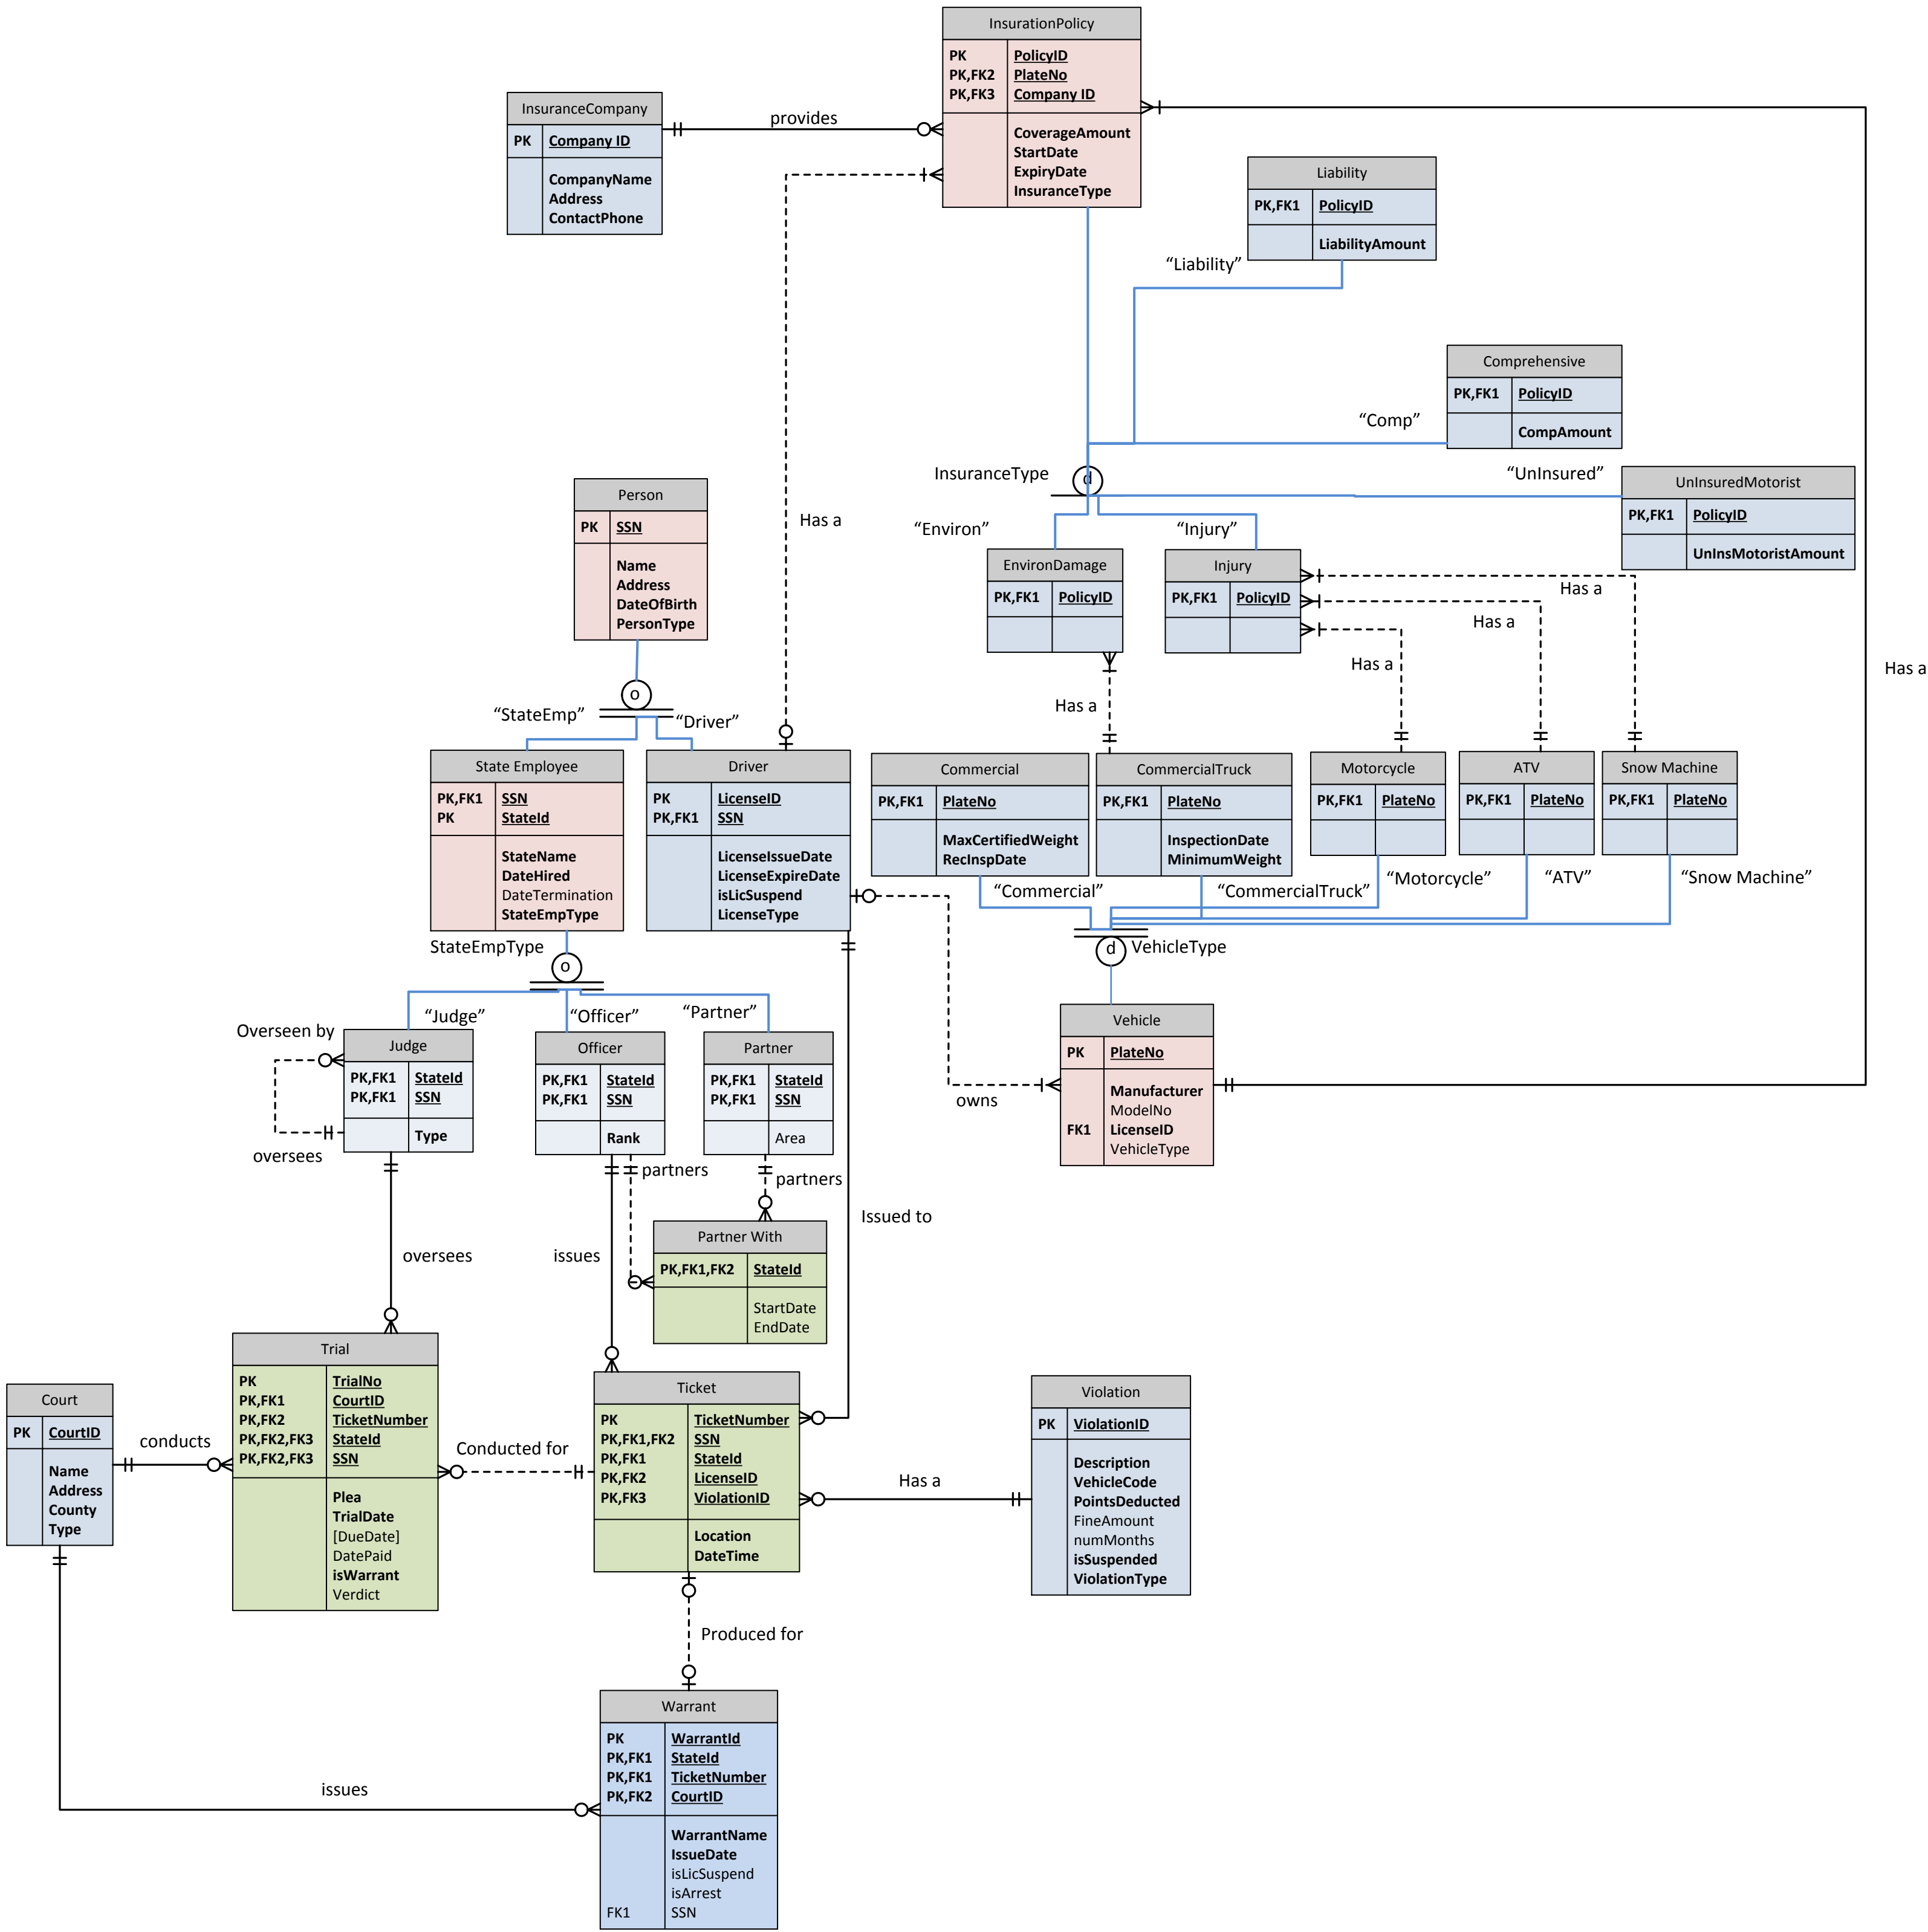 InsurationPolicy
PK PolicyID
PK,FK2 PlateNo
PK,FK3 Company ID
CoverageAmount
StartDate
ExpiryDate
InsuranceType
InsuranceCompany
PK Company ID
CompanyName
Address
ContactPhone
provides
Liability
PK,FK1 PolicyID
LiabilityAmount
“Liability”
Comprehensive
PK,FK1 PolicyID
CompAmount
“Comp”
InsuranceType
d
“UnInsured”
UnInsuredMotorist
PK,FK1 PolicyID
UnInsMotoristAmount
Person
PK SSN
Name
Address
DateOfBirth
PersonType
Has a
“Environ”
“Injury”
EnvironDamage
PK,FK1 PolicyID
Injury
PK,FK1 PolicyID
Has a
Has a
Has a
Has a
Has a
o
“StateEmp”
“Driver”
State Employee
PK,FK1 SSN
PK StateId
StateName
DateHired
DateTermination
StateEmpType
Driver
PK LicenseID
PK,FK1 SSN
LicenseIssueDate
LicenseExpireDate
isLicSuspend
LicenseType
Commercial
PK,FK1 PlateNo
MaxCertifiedWeight
RecInspDate
CommercialTruck
PK,FK1 PlateNo
InspectionDate
MinimumWeight
Motorcycle
PK,FK1 PlateNo
ATV
PK,FK1 PlateNo
Snow Machine
PK,FK1 PlateNo
“Commercial”
“CommercialTruck”
“Motorcycle”
“ATV”
“Snow Machine”
StateEmpType
o
d
VehicleType
“Judge”
“Officer”
“Partner”
Overseen by
Judge
PK,FK1 StateId
PK,FK1 SSN
Type
oversees
Officer
PK,FK1 StateId
PK,FK1 SSN
Rank
Partner
PK,FK1 StateId
PK,FK1 SSN
Area
Vehicle
PK PlateNo
Manufacturer
ModelNo
FK1 LicenseID
VehicleType
owns
partners
partners
Issued to
Partner With
PK,FK1,FK2 StateId
StartDate
EndDate
oversees
issues
Trial
PK TrialNo
PK,FK1 CourtID
PK,FK2 TicketNumber
PK,FK2,FK3 StateId
PK,FK2,FK3 SSN
Plea
TrialDate
[DueDate]
DatePaid
isWarrant
Verdict
Court
PK CourtID
Name
Address
County
Type
conducts
Conducted for
Ticket
PK TicketNumber
PK,FK1,FK2 SSN
PK,FK1 StateId
PK,FK2 LicenseID
PK,FK3 ViolationID
Location
DateTime
Has a
Violation
PK ViolationID
Description
VehicleCode
PointsDeducted
FineAmount
numMonths
isSuspended
ViolationType
Produced for
issues
Warrant
PK WarrantId
PK,FK1 StateId
PK,FK1 TicketNumber
PK,FK2 CourtID
WarrantName
IssueDate
isLicSuspend
isArrest
FK1 SSN